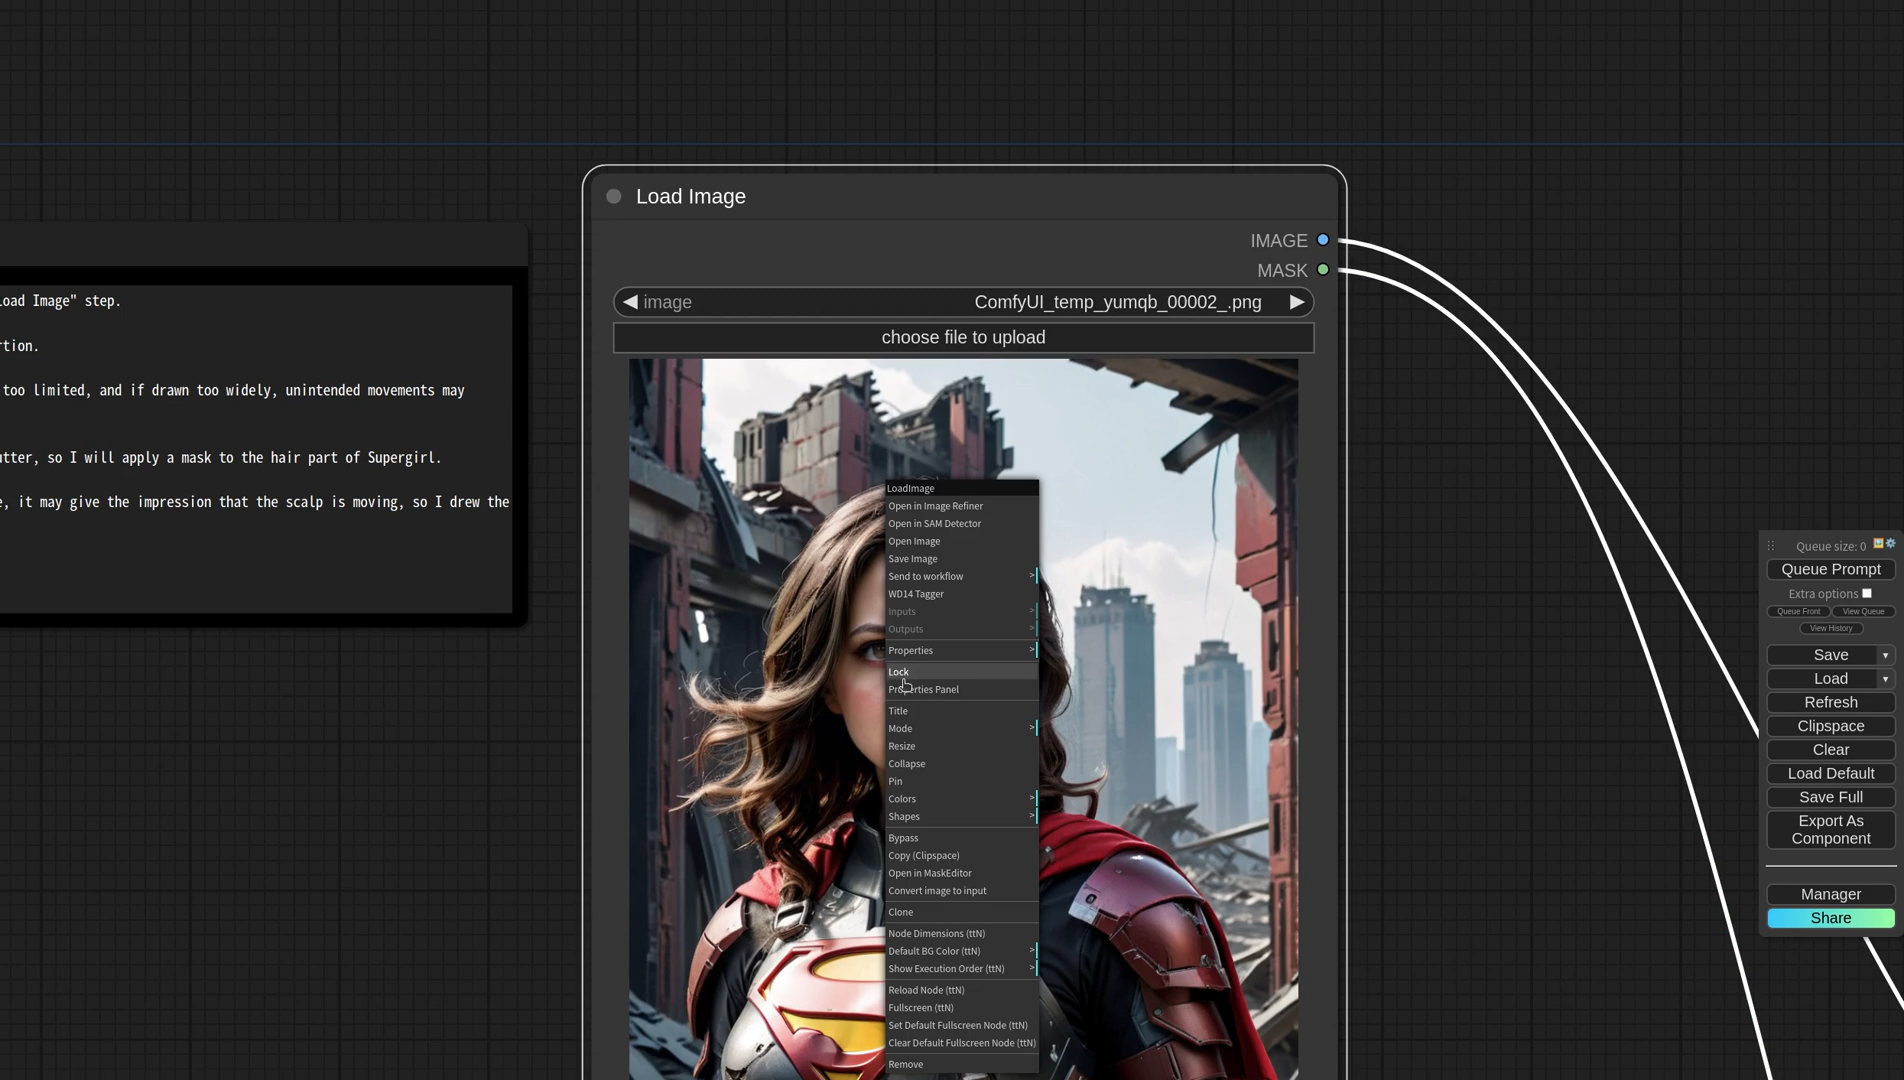 Load Image
IMAGE
MASK
image ComfyUI_temp_yumqb_00002_.png
choose file to upload
oad Image" step.
rtion.
too limited, and if drawn too widely, unintended movements may
utter, so I will apply a mask to the hair part of Supergirl.
, it may give the impression that the scalp is moving, so I drew the
LoadImage
Open in Image Refiner
Open in SAM Detector
Open Image
Save Image
Send to workflow >
WD14 Tagger
Inputs >
Outputs >
Properties >
Lock
Properties Panel
Title
Mode >
Resize
Collapse
Pin
Colors >
Shapes >
Bypass
Copy (Clipspace)
Open in MaskEditor
Convert image to input
Clone
Node Dimensions (ttN)
Default BG Color (ttN) >
Show Execution Order (ttN) >
Reload Node (ttN)
Fullscreen (ttN)
Set Default Fullscreen Node (ttN)
Clear Default Fullscreen Node (ttN)
Remove
Queue size: 0
Queue Prompt
Extra options
Queue Front View Queue
View History
Save
Load
Refresh
Clipspace
Clear
Load Default
Save Full
Export As
Component
Manager
Share